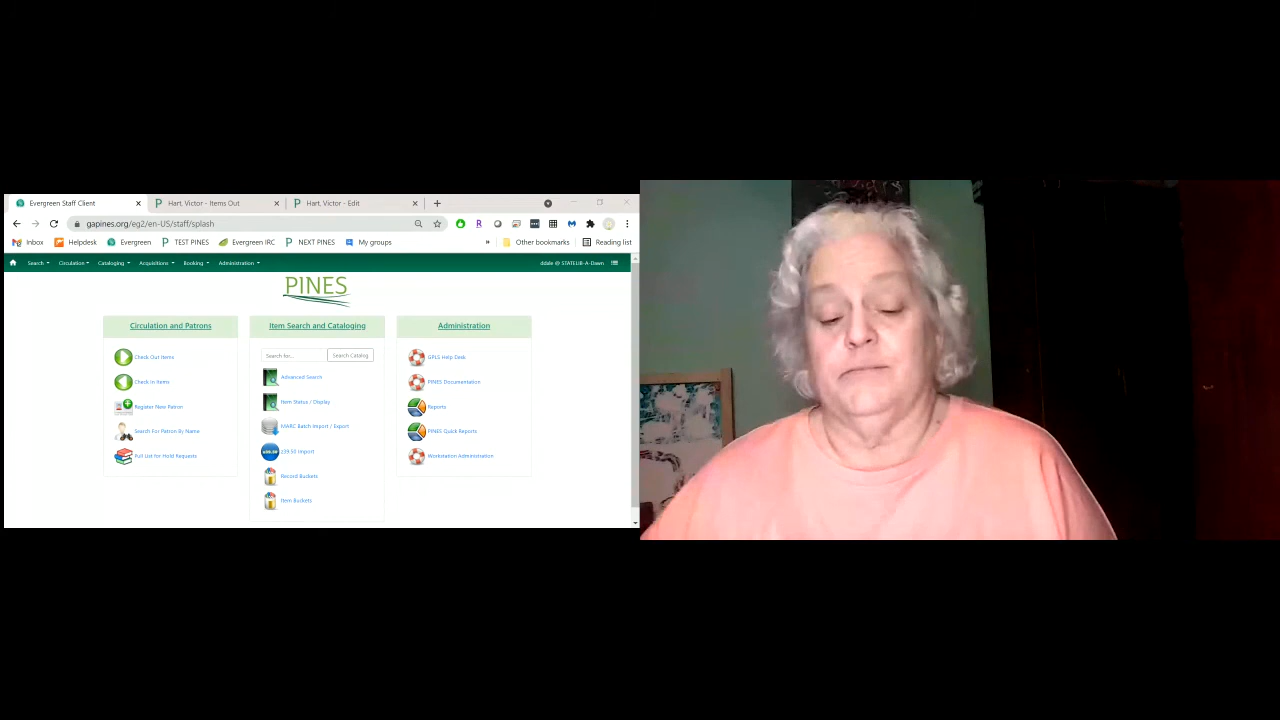 Evergreen Staff Client
Hart, Victor - Items Out
Hart, Victor - Edit
gapines.org/eg2/en-US/staff/splash
Inbox Helpdesk Evergreen TEST PINES Evergreen IRC NEXT PINES My groups » Other bookmarks Reading list
Search Circulation Cataloging Acquisitions Booking Administration ddale @ STATELIB-A-Dawn
PINES
Circulation and Patrons
Check Out Items
Check In Items
Register New Patron
Search For Patron By Name
Pull List for Hold Requests
Item Search and Cataloging
Search for... Search Catalog
Advanced Search
Item Status / Display
MARC Batch Import / Export
Z39.50 Import
Record Buckets
Item Buckets
Administration
GPLS Help Desk
PINES Documentation
Reports
PINES Quick Reports
Workstation Administration